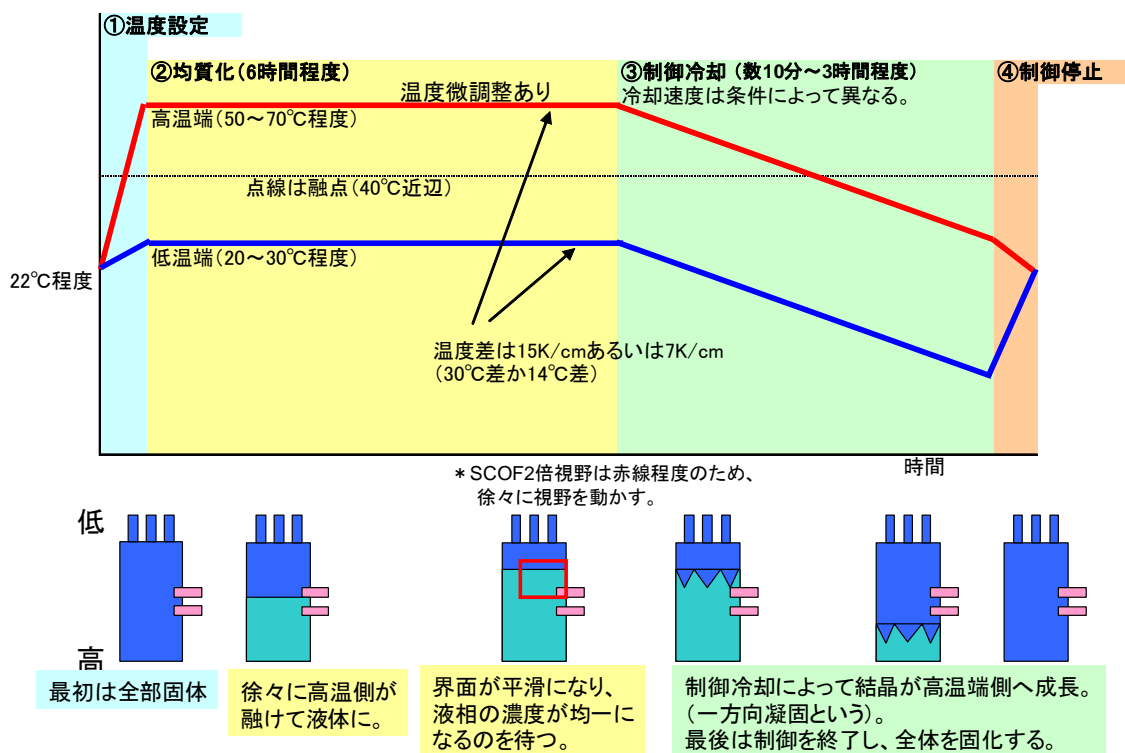 ①温度設定
②均質化(6時間程度)
③制御冷却 (数10分～3時間程度)
④制御停止
冷却速度は条件によって異なる。
温度微調整あり
高温端(50～70℃程度)
点線は融点(40℃近辺)
低温端(20～30℃程度)
22℃程度
温度差は15K/cmあるいは7K/cm
(30℃差か14℃差)
時間
＊SCOF2倍視野は赤線程度のため、
徐々に視野を動かす。
低
高
最初は全部固体
徐々に高温側が
融けて液体に。
界面が平滑になり、
液相の濃度が均一に
なるのを待つ。
制御冷却によって結晶が高温端側へ成長。
(一方向凝固という)。
最後は制御を終了し、全体を固化する。